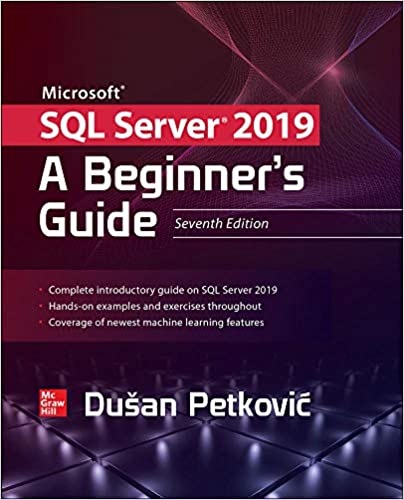 Microsoft®
SQL Server® 2019
A Beginner's
Guide
Seventh Edition
• Complete introductory guide on SQL Server 2019
• Hands-on examples and exercises throughout
• Coverage of newest machine learning features
Mc
Graw
Hill
Dušan Petković